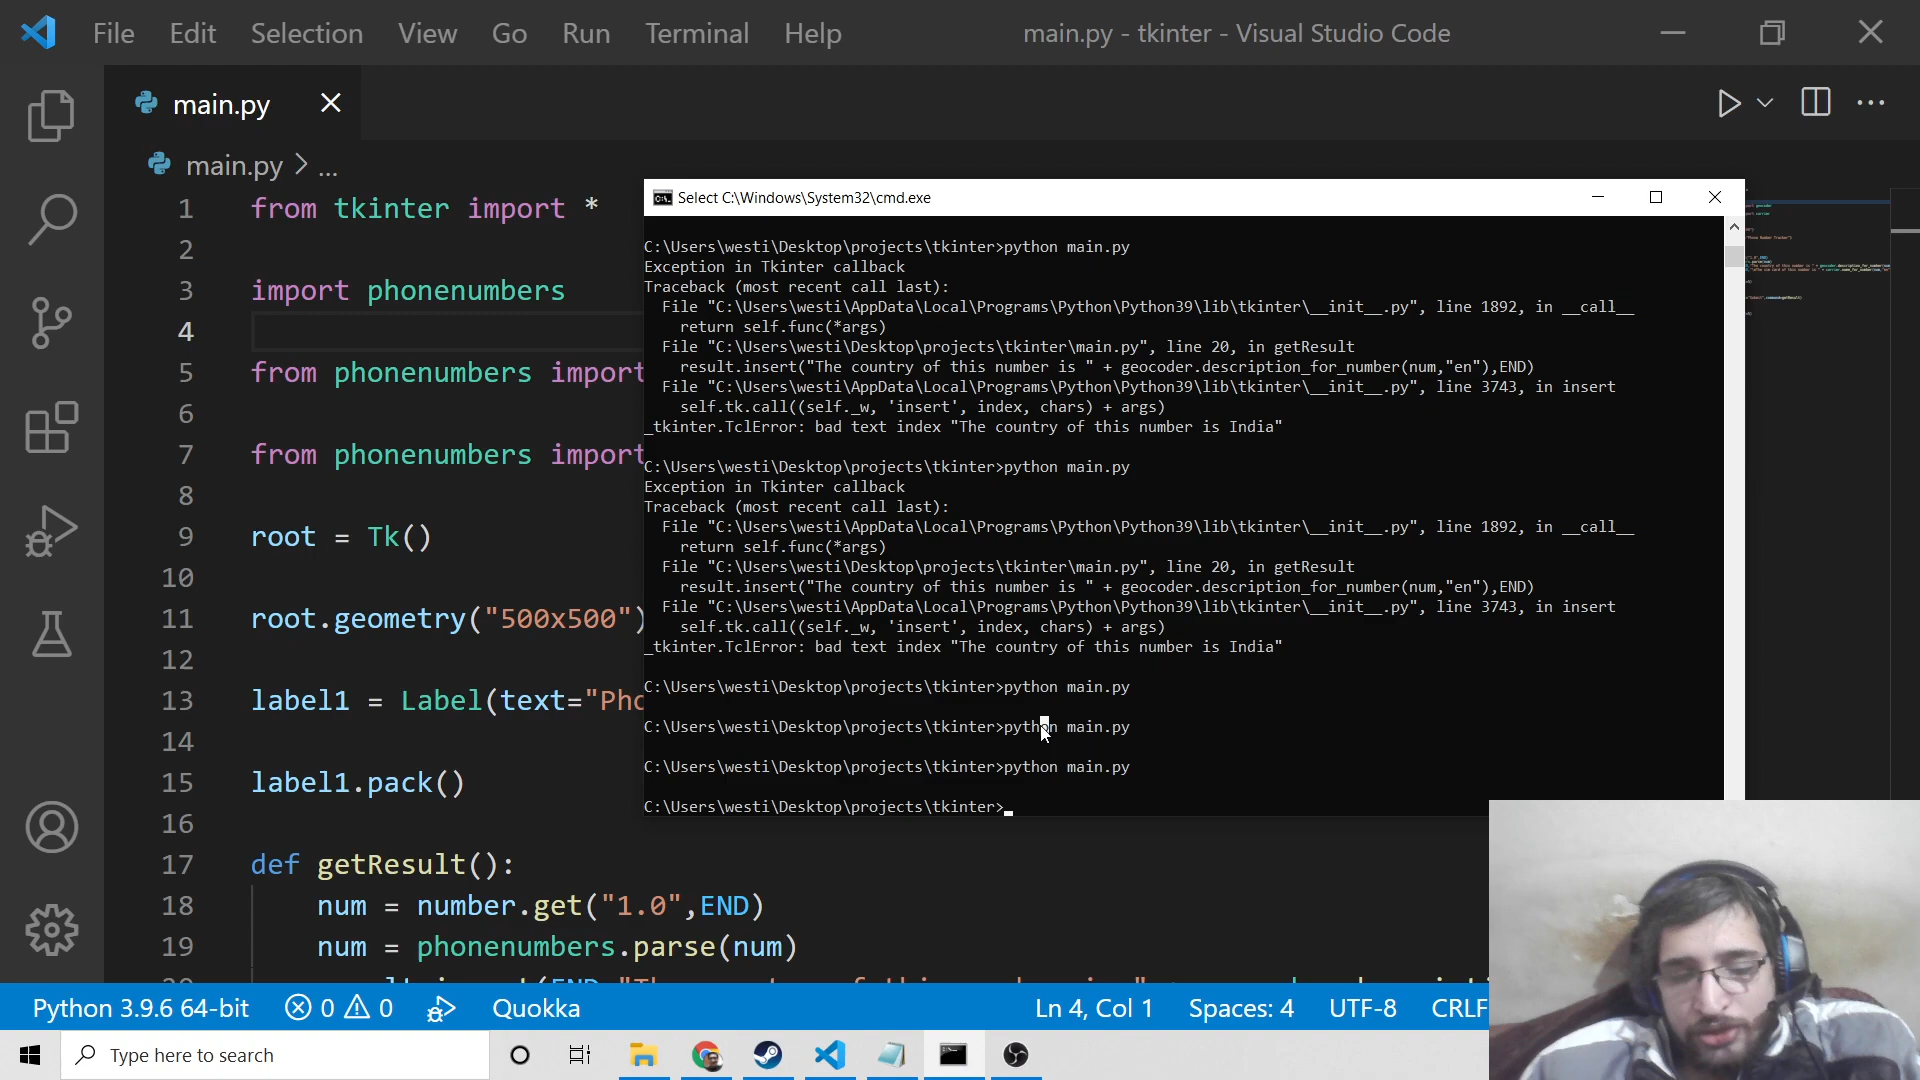 File Edit Selection View Go Run Terminal Help main.py - tkinter - Visual Studio Code
main.py
main.py > ...
1 from tkinter import *
2
3 import phonenumbers
4
5 from phonenumbers import
6
7 from phonenumbers import
8
9 root = Tk()
10
11 root.geometry("500x500")
12
13 label1 = Label(text="Pho
14
15 label1.pack()
16
17 def getResult():
18 num = number.get("1.0",END)
19 num = phonenumbers.parse(num)
Select C:\Windows\System32\cmd.exe
C:\Users\westi\Desktop\projects\tkinter>python main.py
Exception in Tkinter callback
Traceback (most recent call last):
File "C:\Users\westi\AppData\Local\Programs\Python\Python39\lib\tkinter\__init__.py", line 1892, in __call__
return self.func(*args)
File "C:\Users\westi\Desktop\projects\tkinter\main.py", line 20, in getResult
result.insert("The country of this number is " + geocoder.description_for_number(num,"en"),END)
File "C:\Users\westi\AppData\Local\Programs\Python\Python39\lib\tkinter\__init__.py", line 3743, in insert
self.tk.call((self._w, 'insert', index, chars) + args)
_tkinter.TclError: bad text index "The country of this number is India"
C:\Users\westi\Desktop\projects\tkinter>python main.py
Exception in Tkinter callback
Traceback (most recent call last):
File "C:\Users\westi\AppData\Local\Programs\Python\Python39\lib\tkinter\__init__.py", line 1892, in __call__
return self.func(*args)
File "C:\Users\westi\Desktop\projects\tkinter\main.py", line 20, in getResult
result.insert("The country of this number is " + geocoder.description_for_number(num,"en"),END)
File "C:\Users\westi\AppData\Local\Programs\Python\Python39\lib\tkinter\__init__.py", line 3743, in insert
self.tk.call((self._w, 'insert', index, chars) + args)
_tkinter.TclError: bad text index "The country of this number is India"
C:\Users\westi\Desktop\projects\tkinter>python main.py
C:\Users\westi\Desktop\projects\tkinter>python main.py
C:\Users\westi\Desktop\projects\tkinter>python main.py
C:\Users\westi\Desktop\projects\tkinter>
Python 3.9.6 64-bit 0 0 Quokka Ln 4, Col 1 Spaces: 4 UTF-8 CRLF
Type here to search